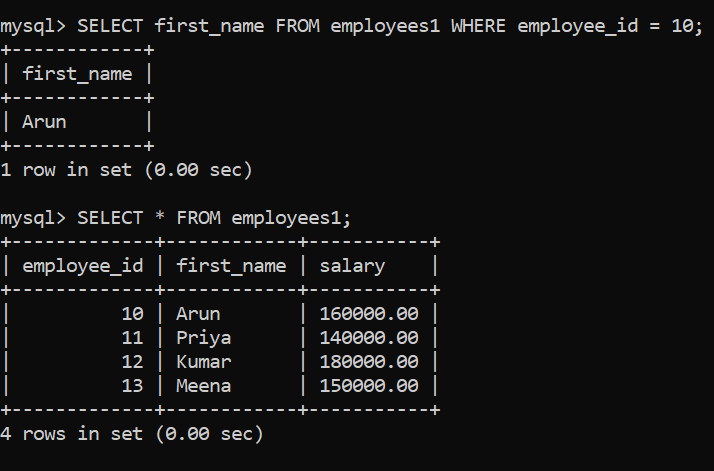 mysql> SELECT first_name FROM employees1 WHERE employee_id = 10;
+------------+
| first_name |
+------------+
| Arun       |
+------------+
1 row in set (0.00 sec)

mysql> SELECT * FROM employees1;
+-------------+------------+-----------+
| employee_id | first_name | salary    |
+-------------+------------+-----------+
|          10 | Arun       | 160000.00 |
|          11 | Priya      | 140000.00 |
|          12 | Kumar      | 180000.00 |
|          13 | Meena      | 150000.00 |
+-------------+------------+-----------+
4 rows in set (0.00 sec)